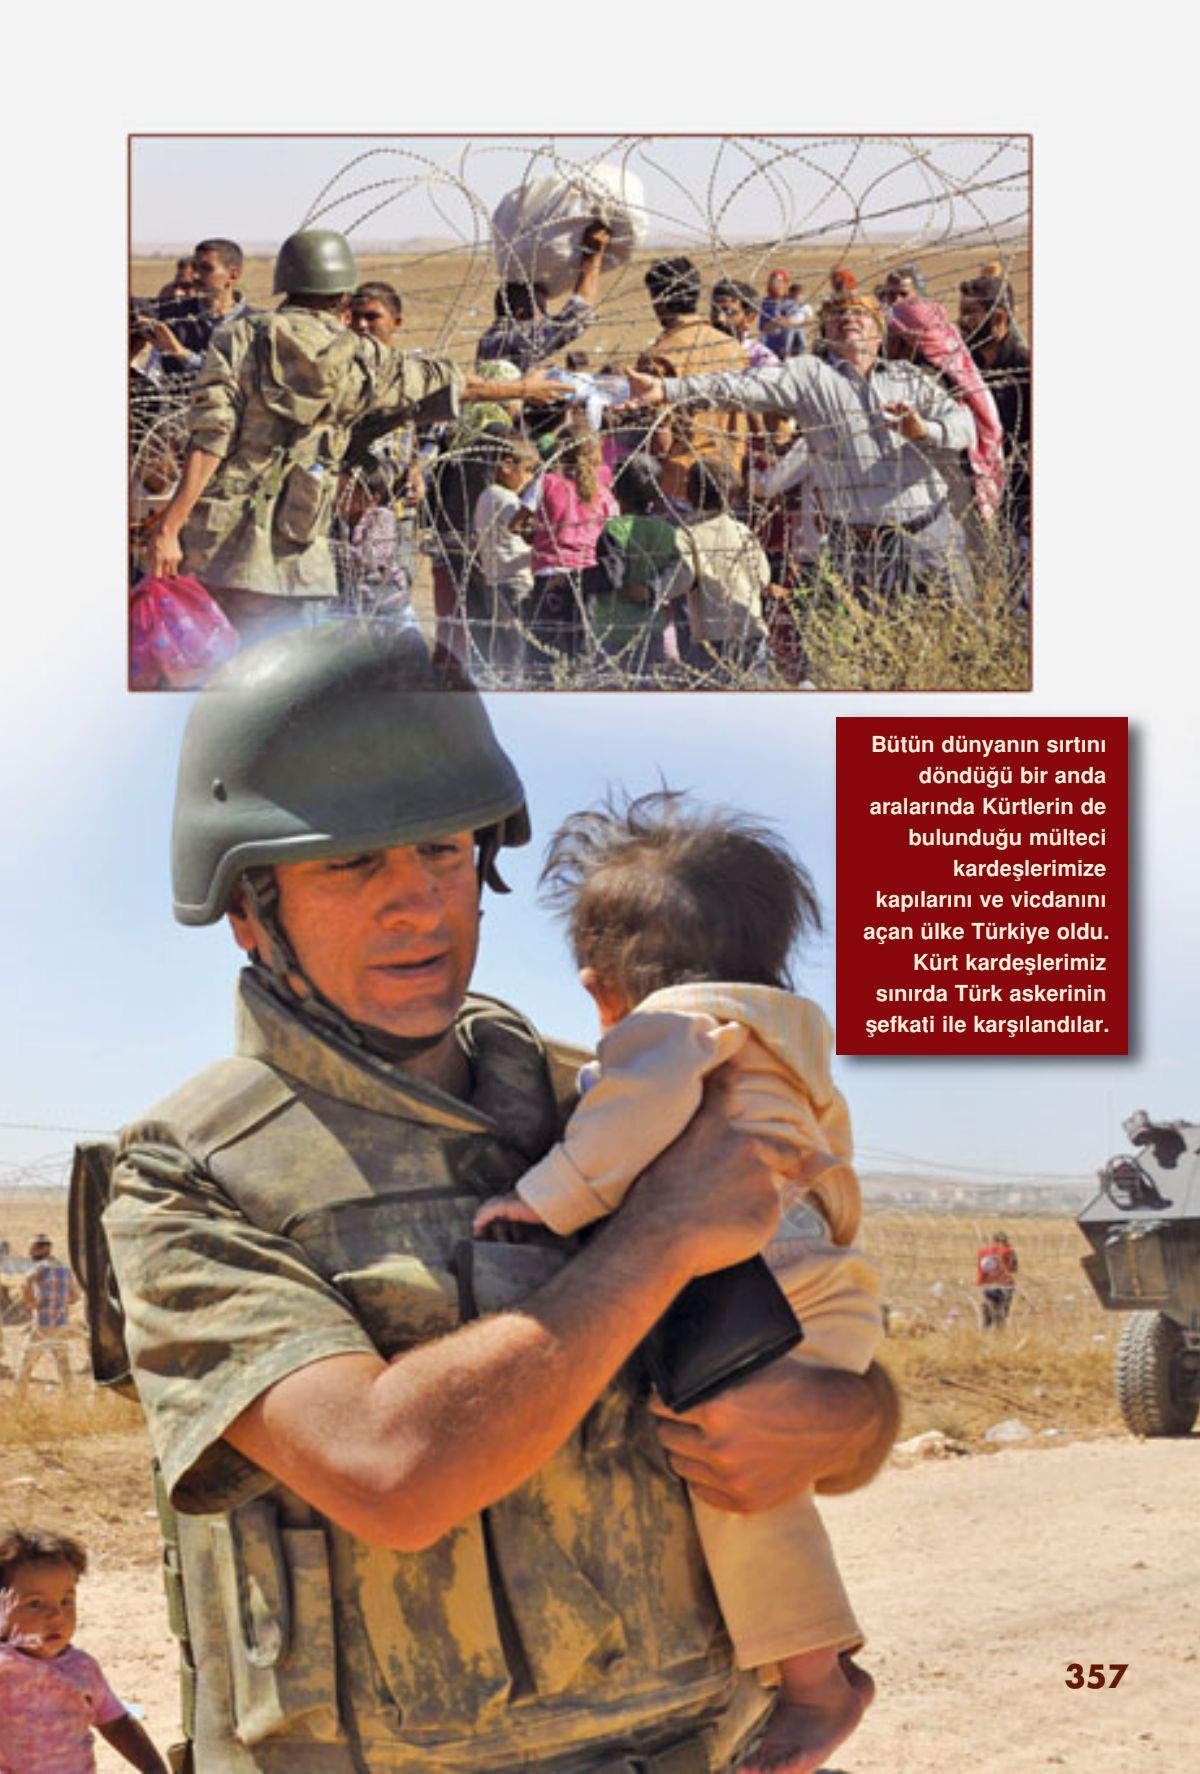 Bütün dünyanın sırtını
döndüğü bir anda
aralarında Kürtlerin de
bulunduğu mülteci
kardeşlerimize
kapılarını ve vicdanını
açan ülke Türkiye oldu.
Kürt kardeşlerimiz
sınırda Türk askerinin
şefkati ile karşılandılar.
357